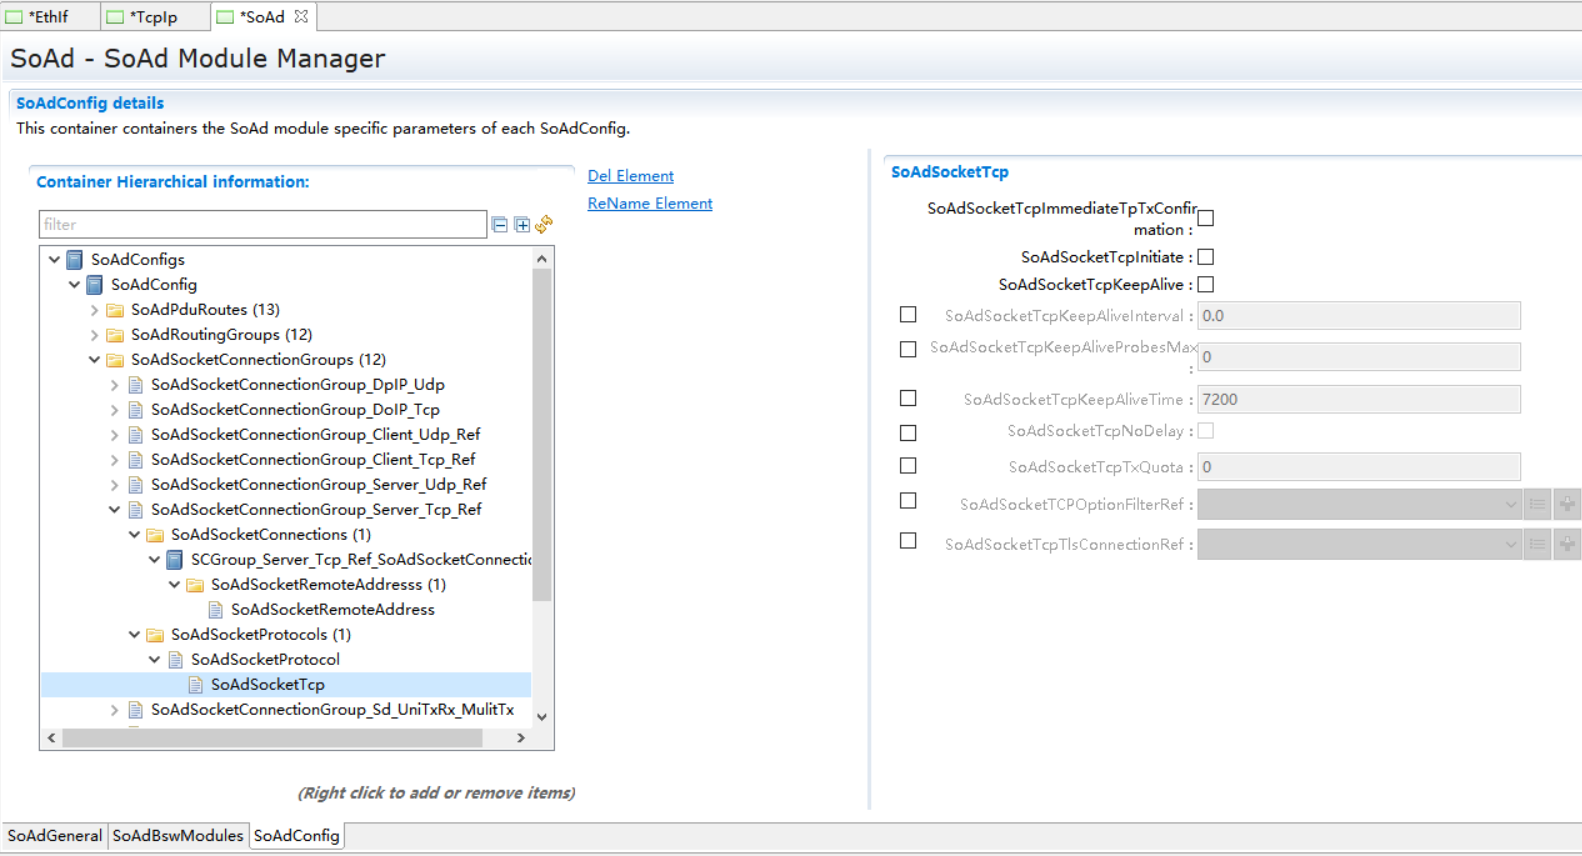 *EthIf
*TcpIp
*SoAd
SoAd - SoAd Module Manager
SoAdConfig details
This container containers the SoAd module specific parameters of each SoAdConfig.
Container Hierarchical information:
filter
SoAdConfigs
SoAdConfig
SoAdPduRoutes (13)
SoAdRoutingGroups (12)
SoAdSocketConnectionGroups (12)
SoAdSocketConnectionGroup_DpIP_Udp
SoAdSocketConnectionGroup_DoIP_Tcp
SoAdSocketConnectionGroup_Client_Udp_Ref
SoAdSocketConnectionGroup_Client_Tcp_Ref
SoAdSocketConnectionGroup_Server_Udp_Ref
SoAdSocketConnectionGroup_Server_Tcp_Ref
SoAdSocketConnections (1)
SCGroup_Server_Tcp_Ref_SoAdSocketConnectic
SoAdSocketRemoteAddresss (1)
SoAdSocketRemoteAddress
SoAdSocketProtocols (1)
SoAdSocketProtocol
SoAdSocketTcp
SoAdSocketConnectionGroup_Sd_UniTxRx_MulitTx
(Right click to add or remove items)
Del Element
ReName Element
SoAdSocketTcp
SoAdSocketTcpImmediateTpTxConfir
mation :
SoAdSocketTcpInitiate :
SoAdSocketTcpKeepAlive :
SoAdSocketTcpKeepAliveInterval : 0.0
SoAdSocketTcpKeepAliveProbesMax
: 0
SoAdSocketTcpKeepAliveTime : 7200
SoAdSocketTcpNoDelay :
SoAdSocketTcpTxQuota : 0
SoAdSocketTCPOptionFilterRef :
SoAdSocketTcpTlsConnectionRef :
SoAdGeneral
SoAdBswModules
SoAdConfig